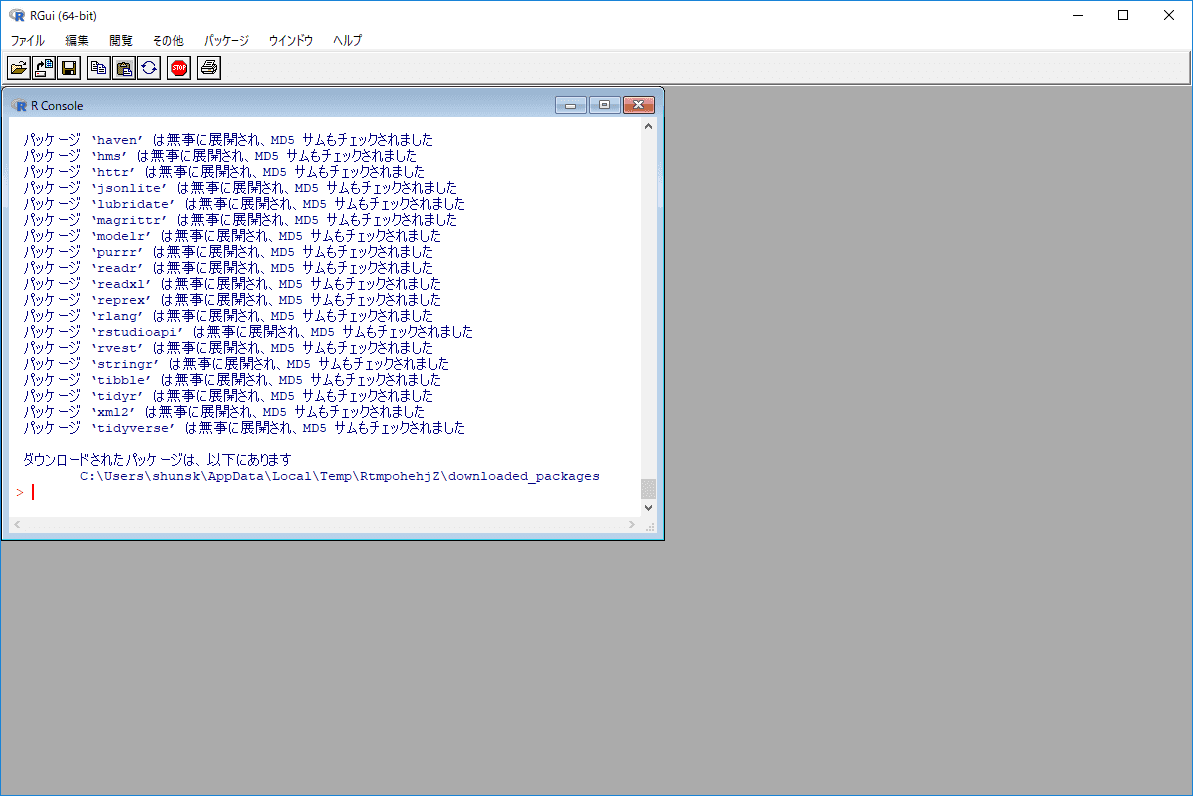 RGui (64-bit)
ファイル 編集 閲覧 その他 パッケージ ウインドウ ヘルプ
STOP
R Console
パッケージ ‘haven’ は無事に展開され、MD5 サムもチェックされました
パッケージ ‘hms’ は無事に展開され、MD5 サムもチェックされました
パッケージ ‘httr’ は無事に展開され、MD5 サムもチェックされました
パッケージ ‘jsonlite’ は無事に展開され、MD5 サムもチェックされました
パッケージ ‘lubridate’ は無事に展開され、MD5 サムもチェックされました
パッケージ ‘magrittr’ は無事に展開され、MD5 サムもチェックされました
パッケージ ‘modelr’ は無事に展開され、MD5 サムもチェックされました
パッケージ ‘purrr’ は無事に展開され、MD5 サムもチェックされました
パッケージ ‘readr’ は無事に展開され、MD5 サムもチェックされました
パッケージ ‘readxl’ は無事に展開され、MD5 サムもチェックされました
パッケージ ‘reprex’ は無事に展開され、MD5 サムもチェックされました
パッケージ ‘rlang’ は無事に展開され、MD5 サムもチェックされました
パッケージ ‘rstudioapi’ は無事に展開され、MD5 サムもチェックされました
パッケージ ‘rvest’ は無事に展開され、MD5 サムもチェックされました
パッケージ ‘stringr’ は無事に展開され、MD5 サムもチェックされました
パッケージ ‘tibble’ は無事に展開され、MD5 サムもチェックされました
パッケージ ‘tidyr’ は無事に展開され、MD5 サムもチェックされました
パッケージ ‘xml2’ は無事に展開され、MD5 サムもチェックされました
パッケージ ‘tidyverse’ は無事に展開され、MD5 サムもチェックされました
ダウンロードされたパッケージは、以下にあります
C:\Users\shunsk\AppData\Local\Temp\RtmpohehjZ\downloaded_packages
>